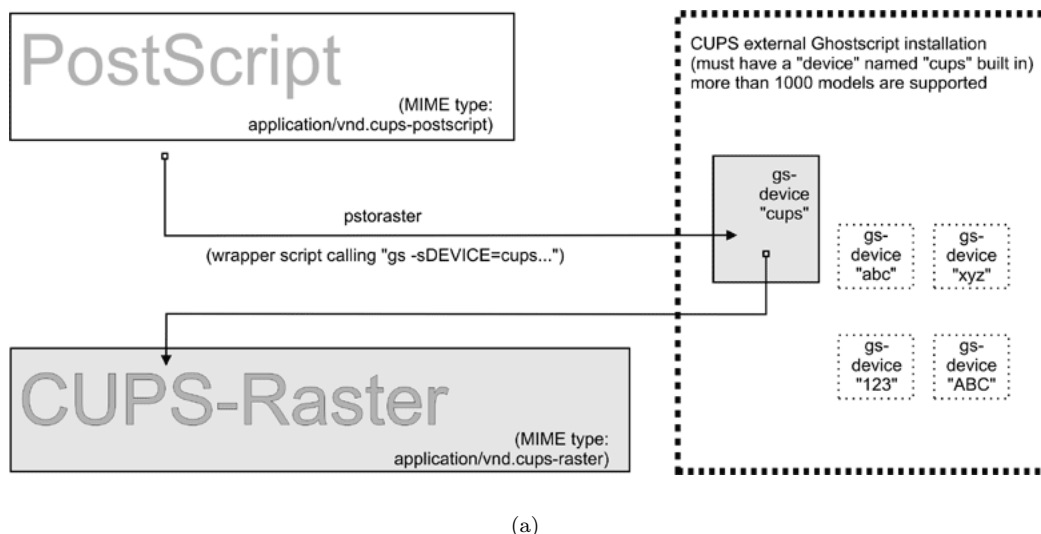 PostScript
(MIME type:
application/vnd.cups-postscript)
CUPS external Ghostscript installation
(must have a "device" named "cups" built in)
more than 1000 models are supported
gs-
device
"cups"
pstoraster
(wrapper script calling "gs -sDEVICE=cups...")
gs-
device
"abc"
gs-
device
"xyz"
gs-
device
"123"
gs-
device
"ABC"
CUPS-Raster
(MIME type:
application/vnd.cups-raster)
(a)